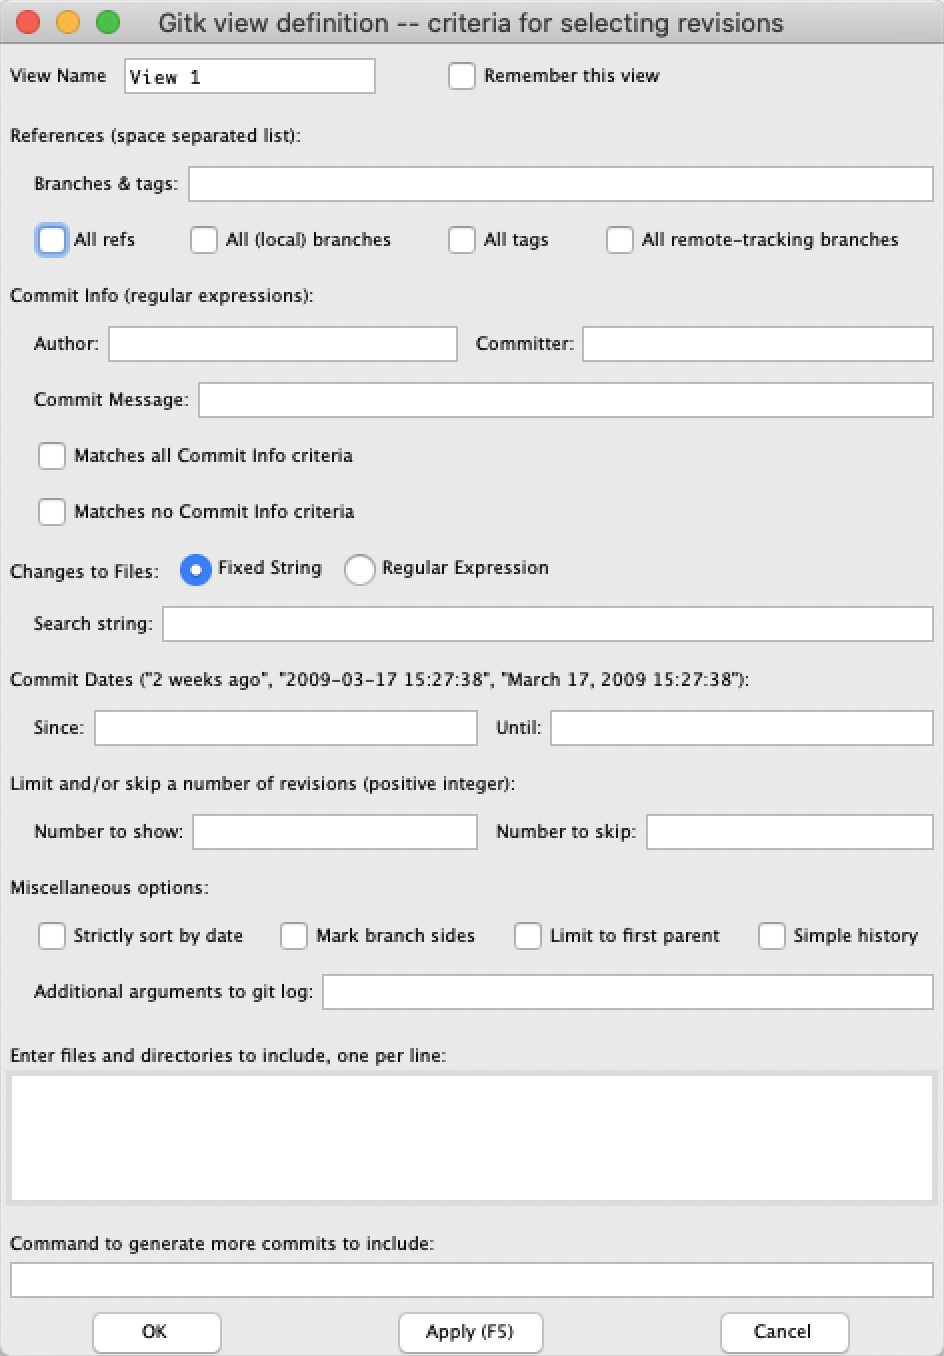 Gitk view definition -- criteria for selecting revisions
View Name View 1 Remember this view
References (space separated list):
Branches & tags:
All refs All (local) branches All tags All remote-tracking branches
Commit Info (regular expressions):
Author: Committer:
Commit Message:
Matches all Commit Info criteria
Matches no Commit Info criteria
Changes to Files: Fixed String Regular Expression
Search string:
Commit Dates ("2 weeks ago", "2009-03-17 15:27:38", "March 17, 2009 15:27:38"):
Since: Until:
Limit and/or skip a number of revisions (positive integer):
Number to show: Number to skip:
Miscellaneous options:
Strictly sort by date Mark branch sides Limit to first parent Simple history
Additional arguments to git log:
Enter files and directories to include, one per line:
Command to generate more commits to include:
OK Apply (F5) Cancel